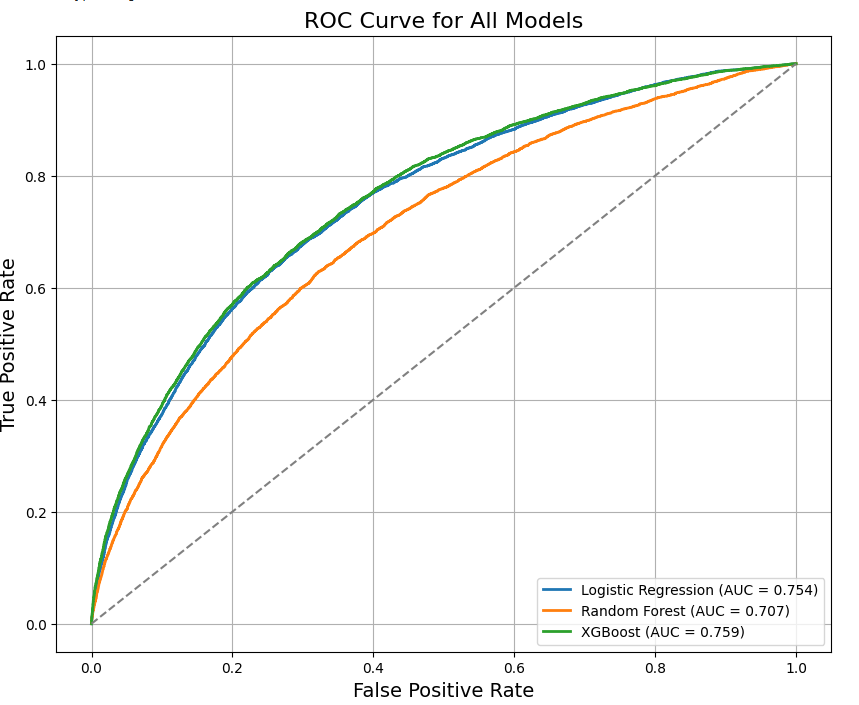 ROC Curve for All Models
True Positive Rate
1.0
0.8
0.6
0.4
0.2
0.0
Logistic Regression (AUC = 0.754)
Random Forest (AUC = 0.707)
XGBoost (AUC = 0.759)
0.0 0.2 0.4 0.6 0.8 1.0
False Positive Rate